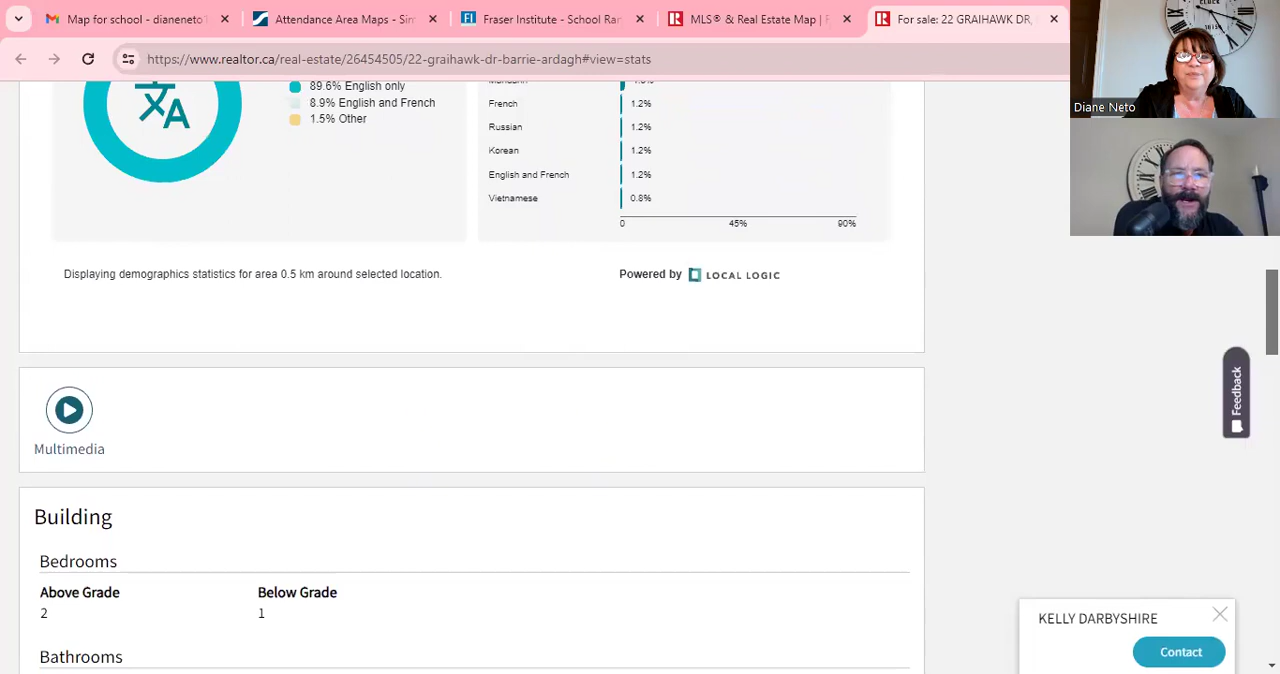 Map for school - dianeneto
Attendance Area Maps - Sim
Fraser Institute - School Ran
MLS® & Real Estate Map |
For sale: 22 GRAIHAWK DR,
https://www.realtor.ca/real-estate/26454505/22-graihawk-dr-barrie-ardagh#view=stats
Diane Neto
89.6% English only
8.9% English and French
1.5% Other
French 1.2%
Russian 1.2%
Korean 1.2%
English and French 1.2%
Vietnamese 0.8%
0 45% 90%
Displaying demographics statistics for area 0.5 km around selected location.
Powered by LOCAL LOGIC
Multimedia
Feedback
Building
Bedrooms
Above Grade Below Grade
2 1
Bathrooms
KELLY DARBYSHIRE
Contact